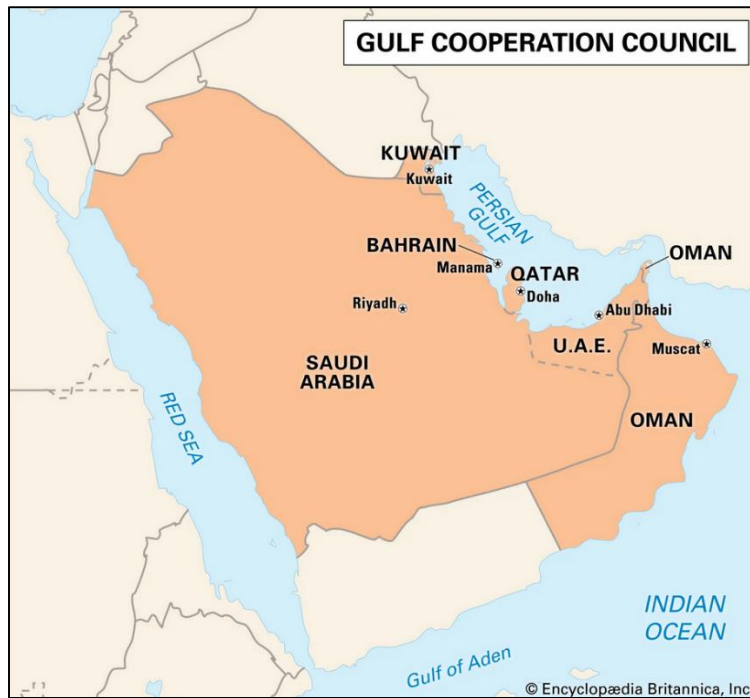 GULF COOPERATION COUNCIL
KUWAIT
Kuwait
PERSIAN
GULF
BAHRAIN
Manama
QATAR
Doha
OMAN
Abu Dhabi
Riyadh
U.A.E.
Muscat
SAUDI
ARABIA
OMAN
RED SEA
INDIAN
OCEAN
Gulf of Aden
© Encyclopædia Britannica, Inc